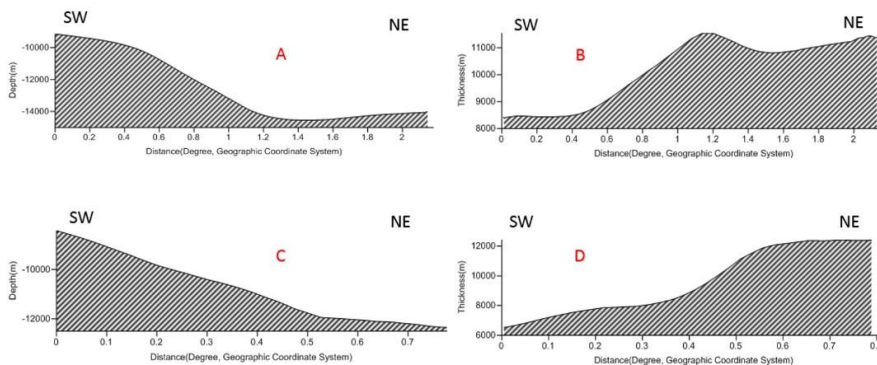 SW
NE
A
Depth(m)
-10000
-12000
-14000
0 0.2 0.4 0.6 0.8 1 1.2 1.4 1.6 1.8 2
Distance(Degree, Geographic Coordinate System)
SW
NE
B
Thickness(m)
11000
10000
9000
8000
0 0.2 0.4 0.6 0.8 1 1.2 1.4 1.6 1.8 2
Distance(Degree, Geographic Coordinate System)
SW
NE
C
Depth(m)
-10000
-12000
0 0.1 0.2 0.3 0.4 0.5 0.6 0.7
Distance(Degree, Geographic Coordinate System)
SW
NE
D
Thickness(m)
12000
10000
8000
6000
0 0.1 0.2 0.3 0.4 0.5 0.6 0.7
Distance(Degree, Geographic Coordinate System)